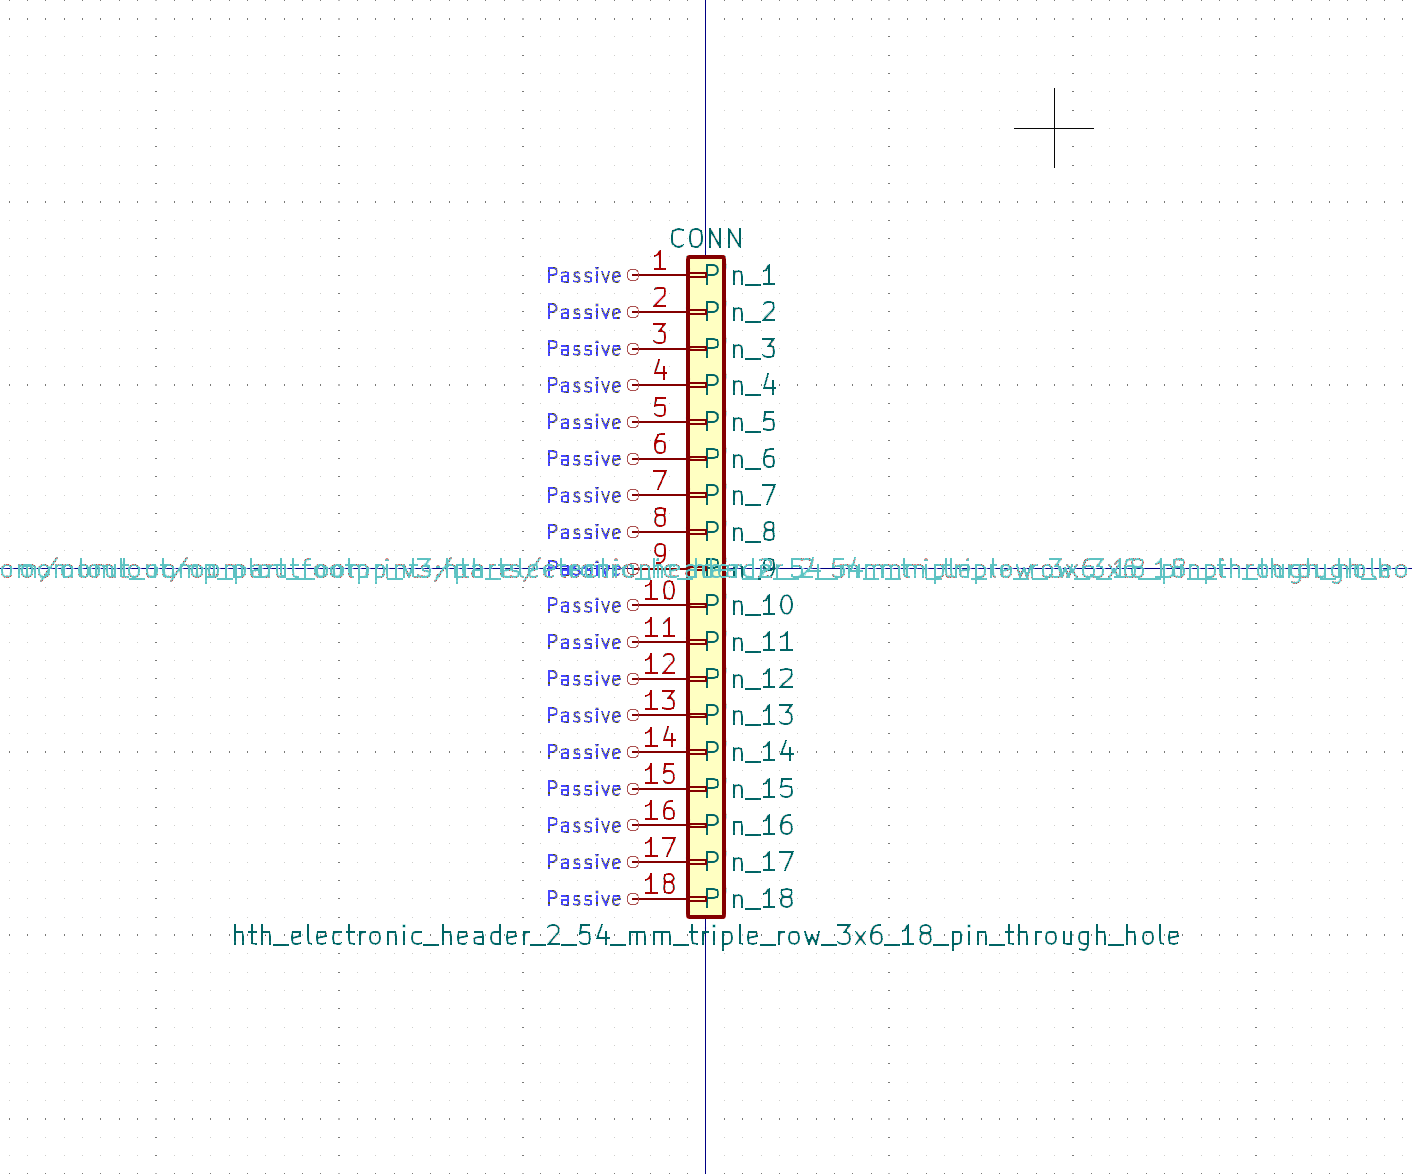 CONN
Passive 1 P n_1
Passive 2 P n_2
Passive 3 P n_3
Passive 4 P n_4
Passive 5 P n_5
Passive 6 P n_6
Passive 7 P n_7
Passive 8 P n_8
Passive 9 P n_9
Passive 10 P n_10
Passive 11 P n_11
Passive 12 P n_12
Passive 13 P n_13
Passive 14 P n_14
Passive 15 P n_15
Passive 16 P n_16
Passive 17 P n_17
Passive 18 P n_18
hth_electronic_header_2_54_mm_triple_row_3x6_18_pin_through_hole